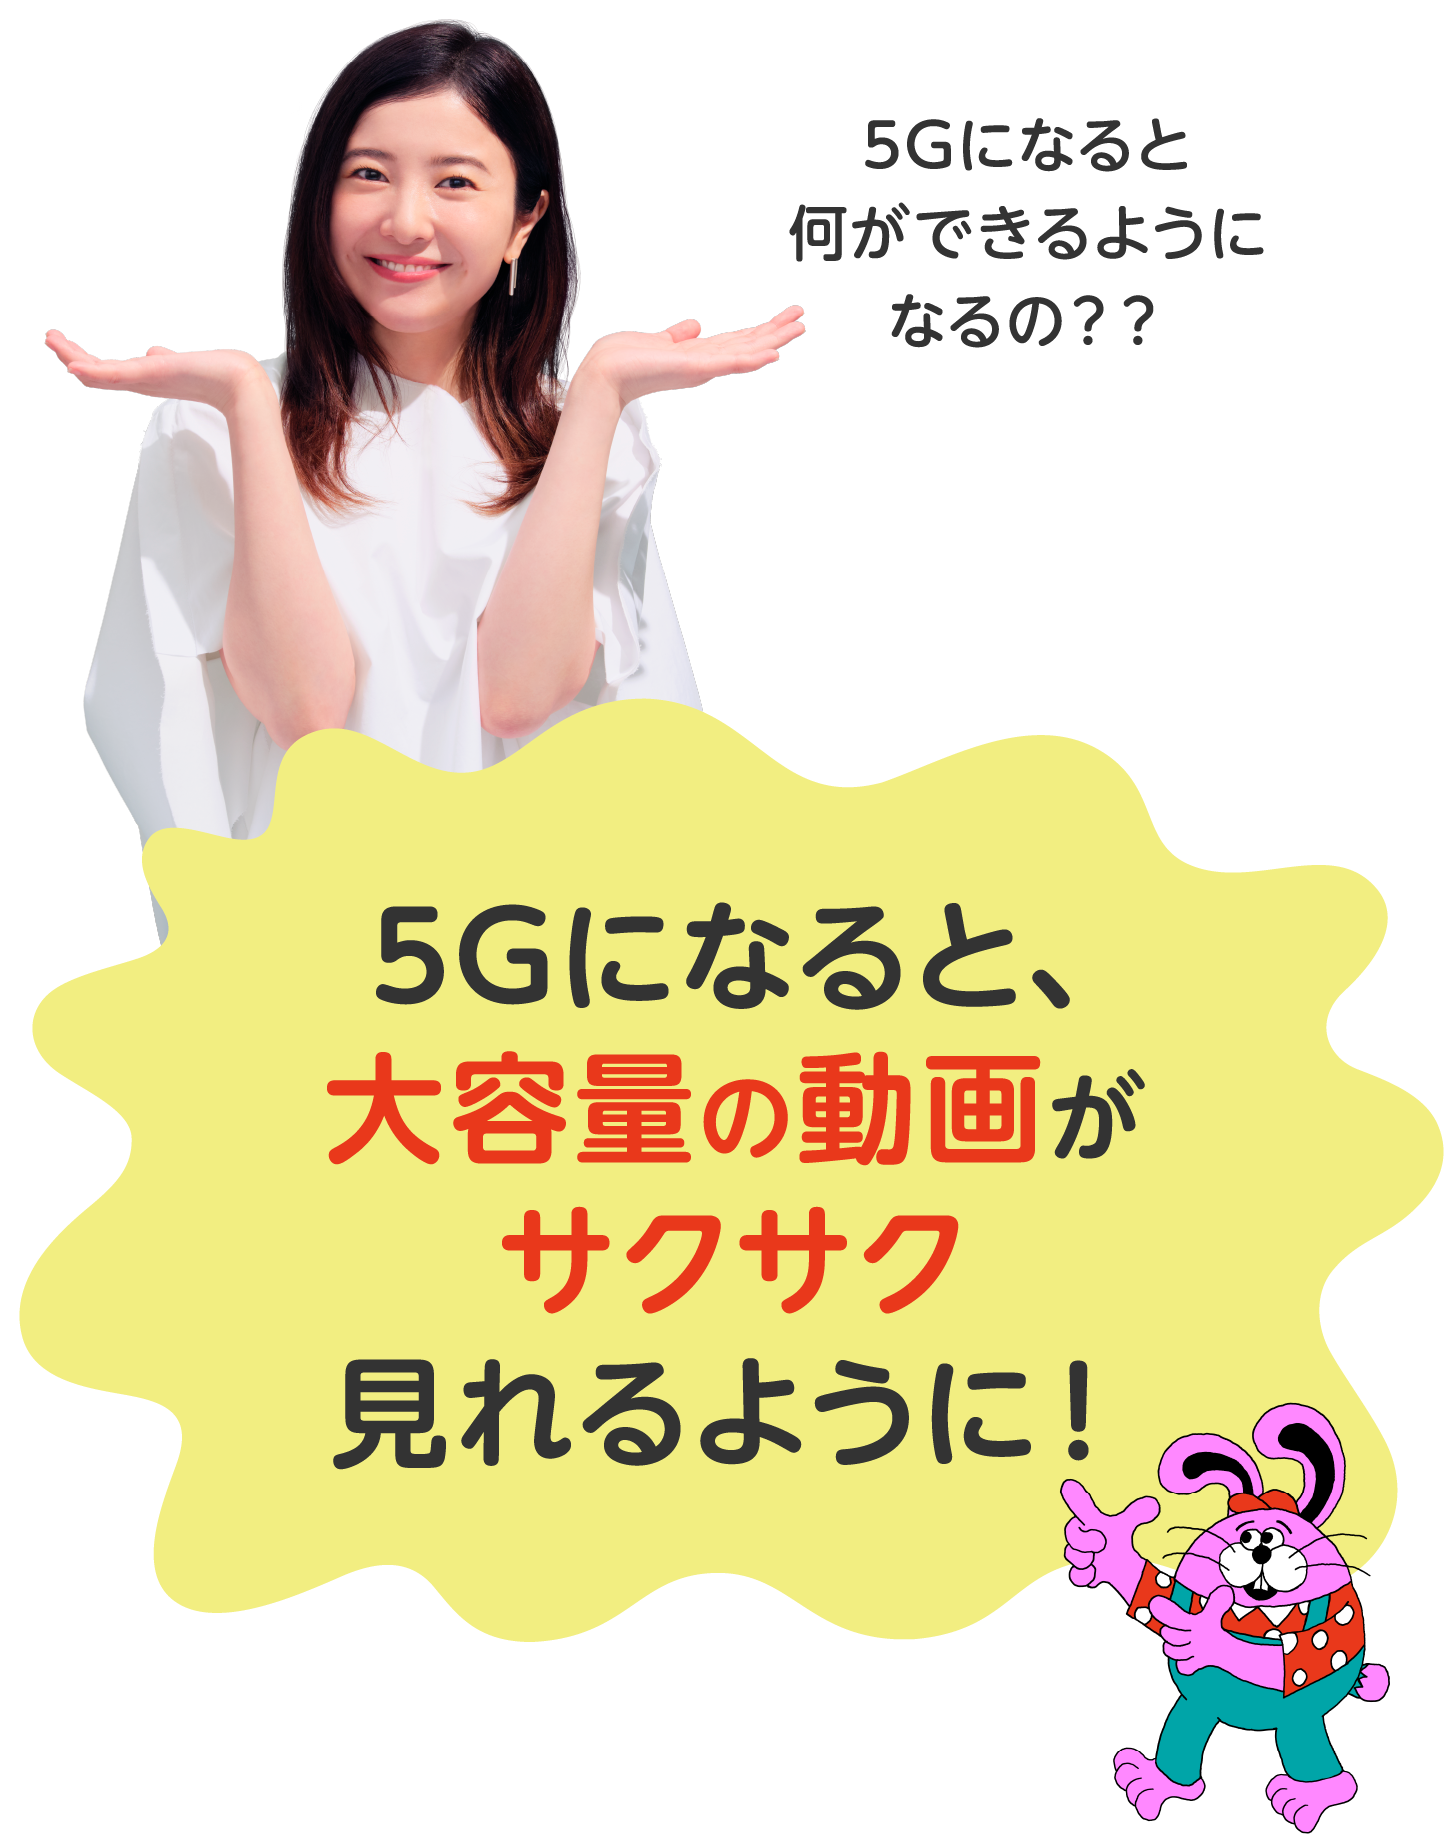 5Gになると
何ができるように
なるの？？
5Gになると、
大容量の動画が
サクサク
見れるように！